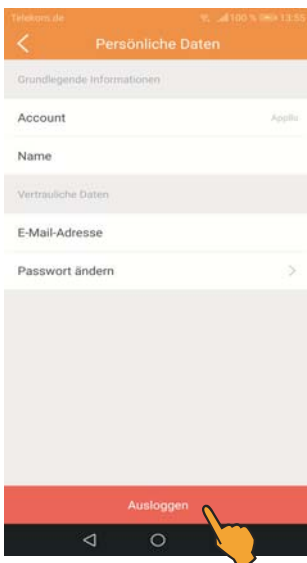 Telekom.de 100 % 13:55
Persönliche Daten
Grundlegende Informationen
Account
Name
Vertrauliche Daten
E-Mail-Adresse
Passwort ändern
Ausloggen